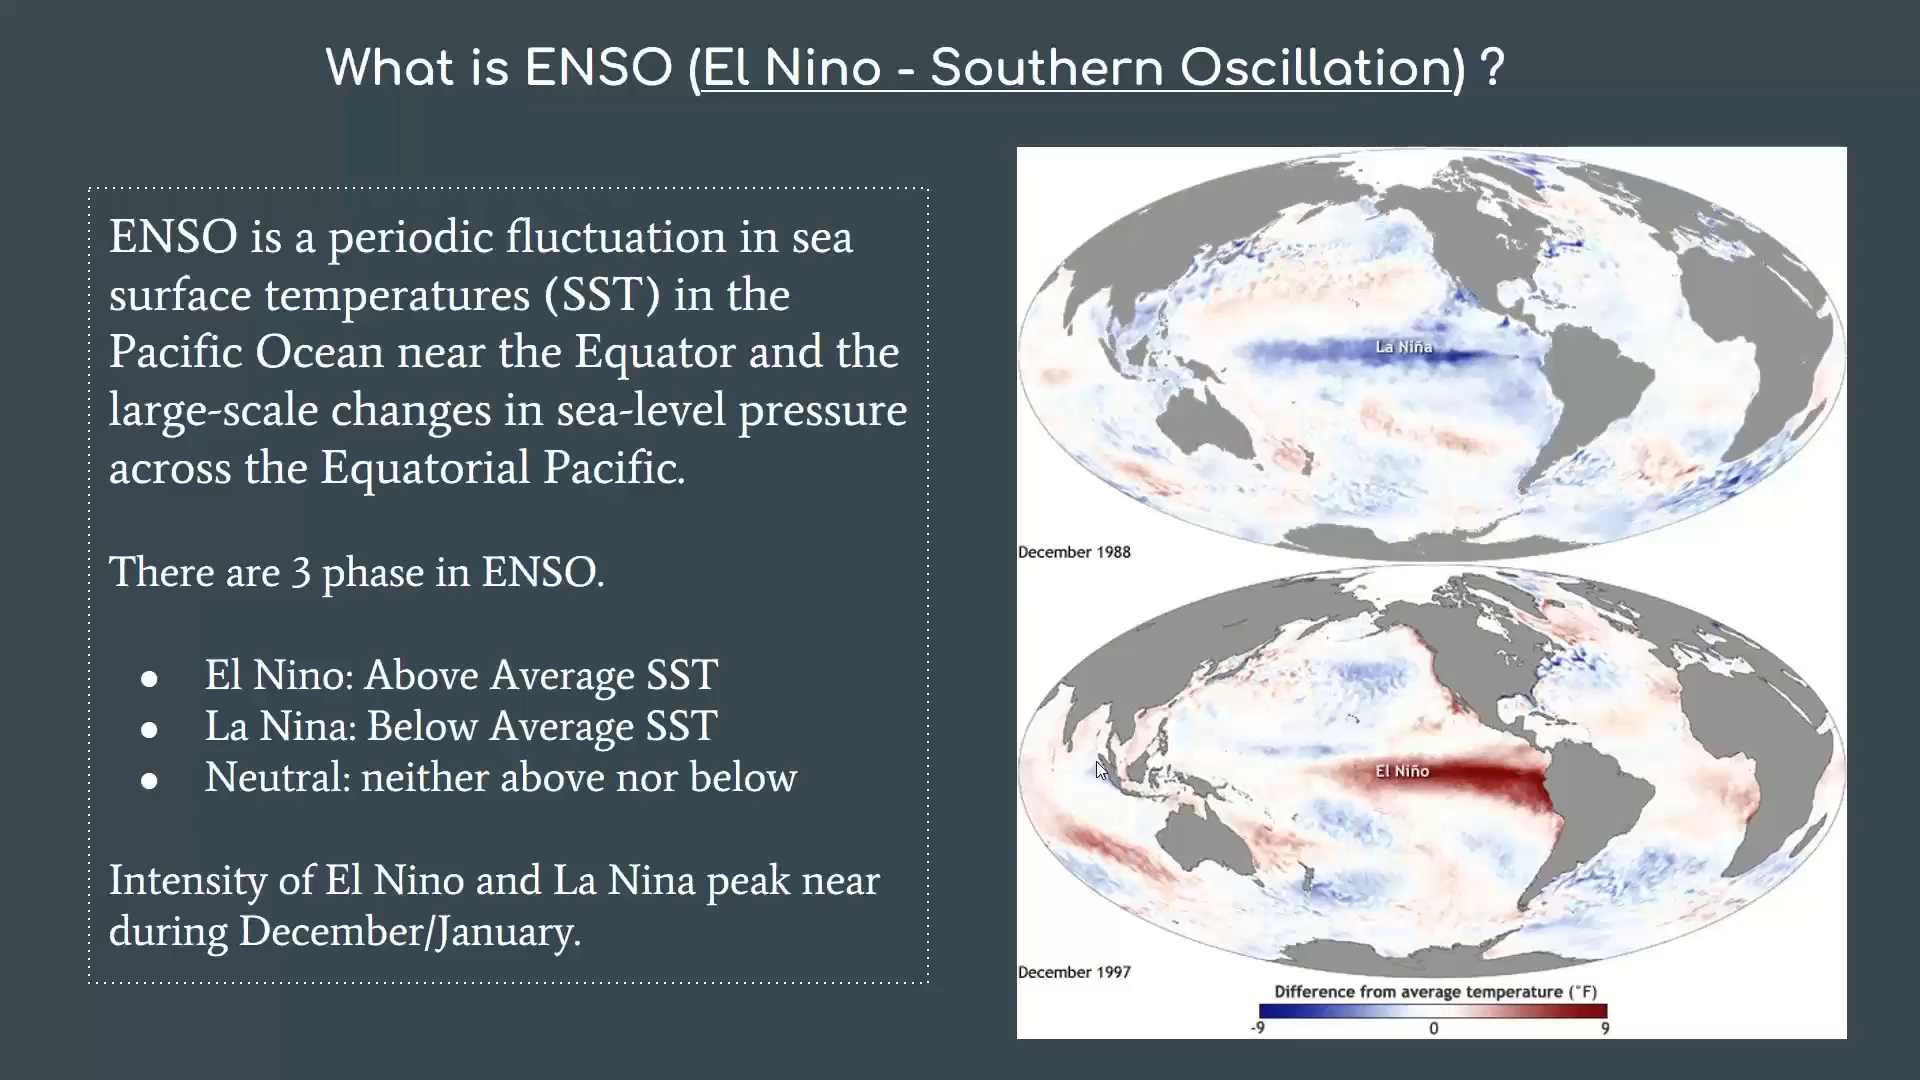 What is ENSO (El Nino - Southern Oscillation) ?
ENSO is a periodic fluctuation in sea
surface temperatures (SST) in the
Pacific Ocean near the Equator and the
large-scale changes in sea-level pressure
across the Equatorial Pacific.
There are 3 phase in ENSO.
● El Nino: Above Average SST
● La Nina: Below Average SST
● Neutral: neither above nor below
Intensity of El Nino and La Nina peak near
during December/January.
La Niña
December 1988
El Niño
December 1997
Difference from average temperature (°F)
-9 0 9